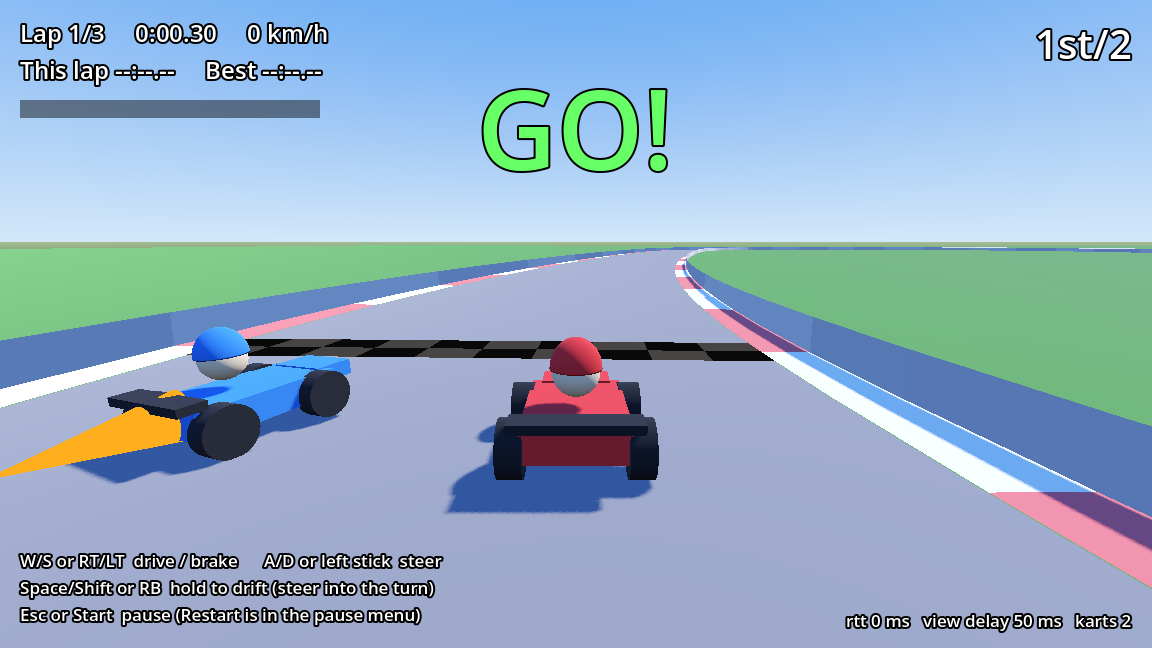 Lap 1/3 0:00.30 0 km/h
1st/2
This lap --:--.-- Best --:--.--
GO!
W/S or RT/LT drive / brake A/D or left stick steer
Space/Shift or RB hold to drift (steer into the turn)
Esc or Start pause (Restart is in the pause menu)
rtt 0 ms view delay 50 ms karts 2